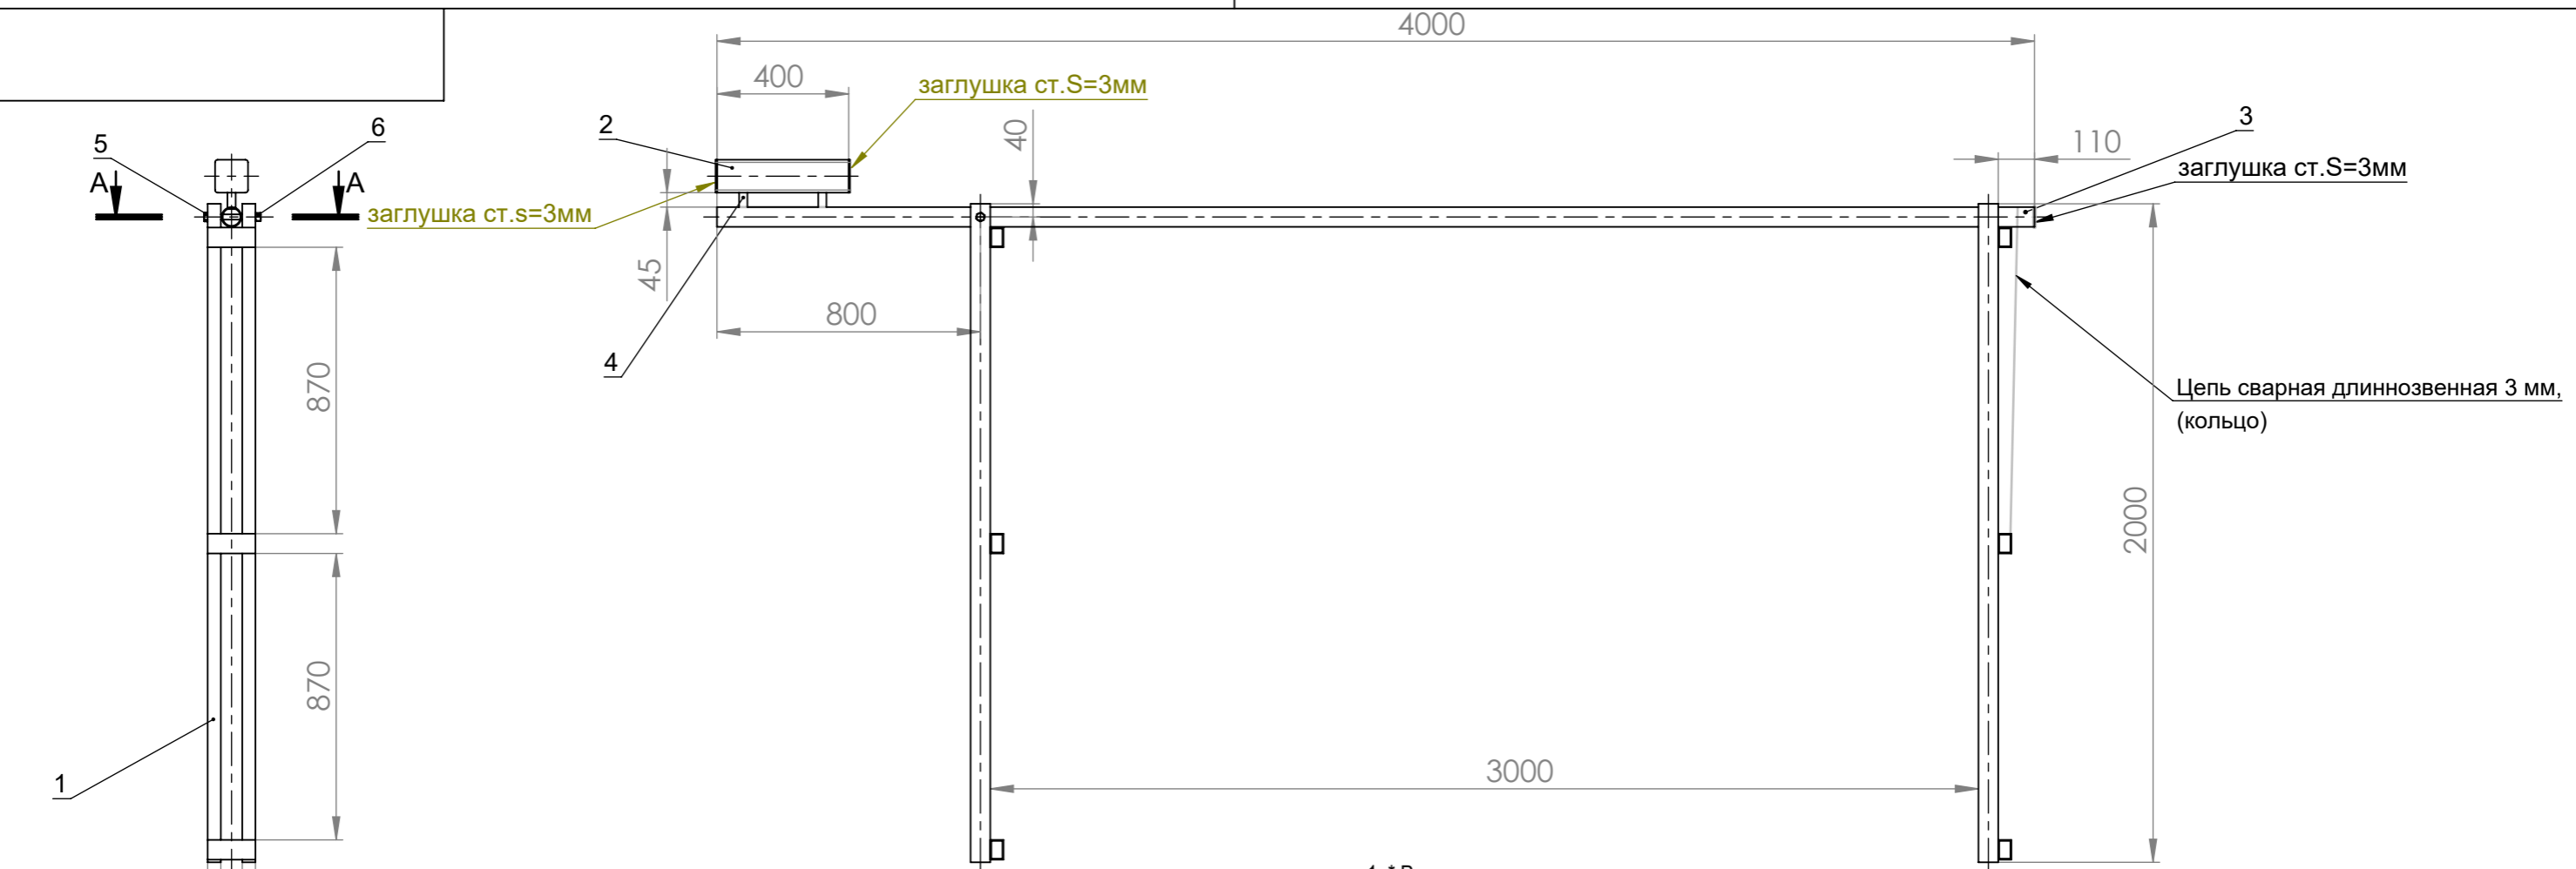 4000
400
заглушка ст.S=3мм
2
40
3
110
заглушка ст.S=3мм
5
6
А
А
заглушка ст.s=3мм
45
800
4
870
Цепь сварная длиннозвенная 3 мм,
(кольцо)
2000
870
3000
1